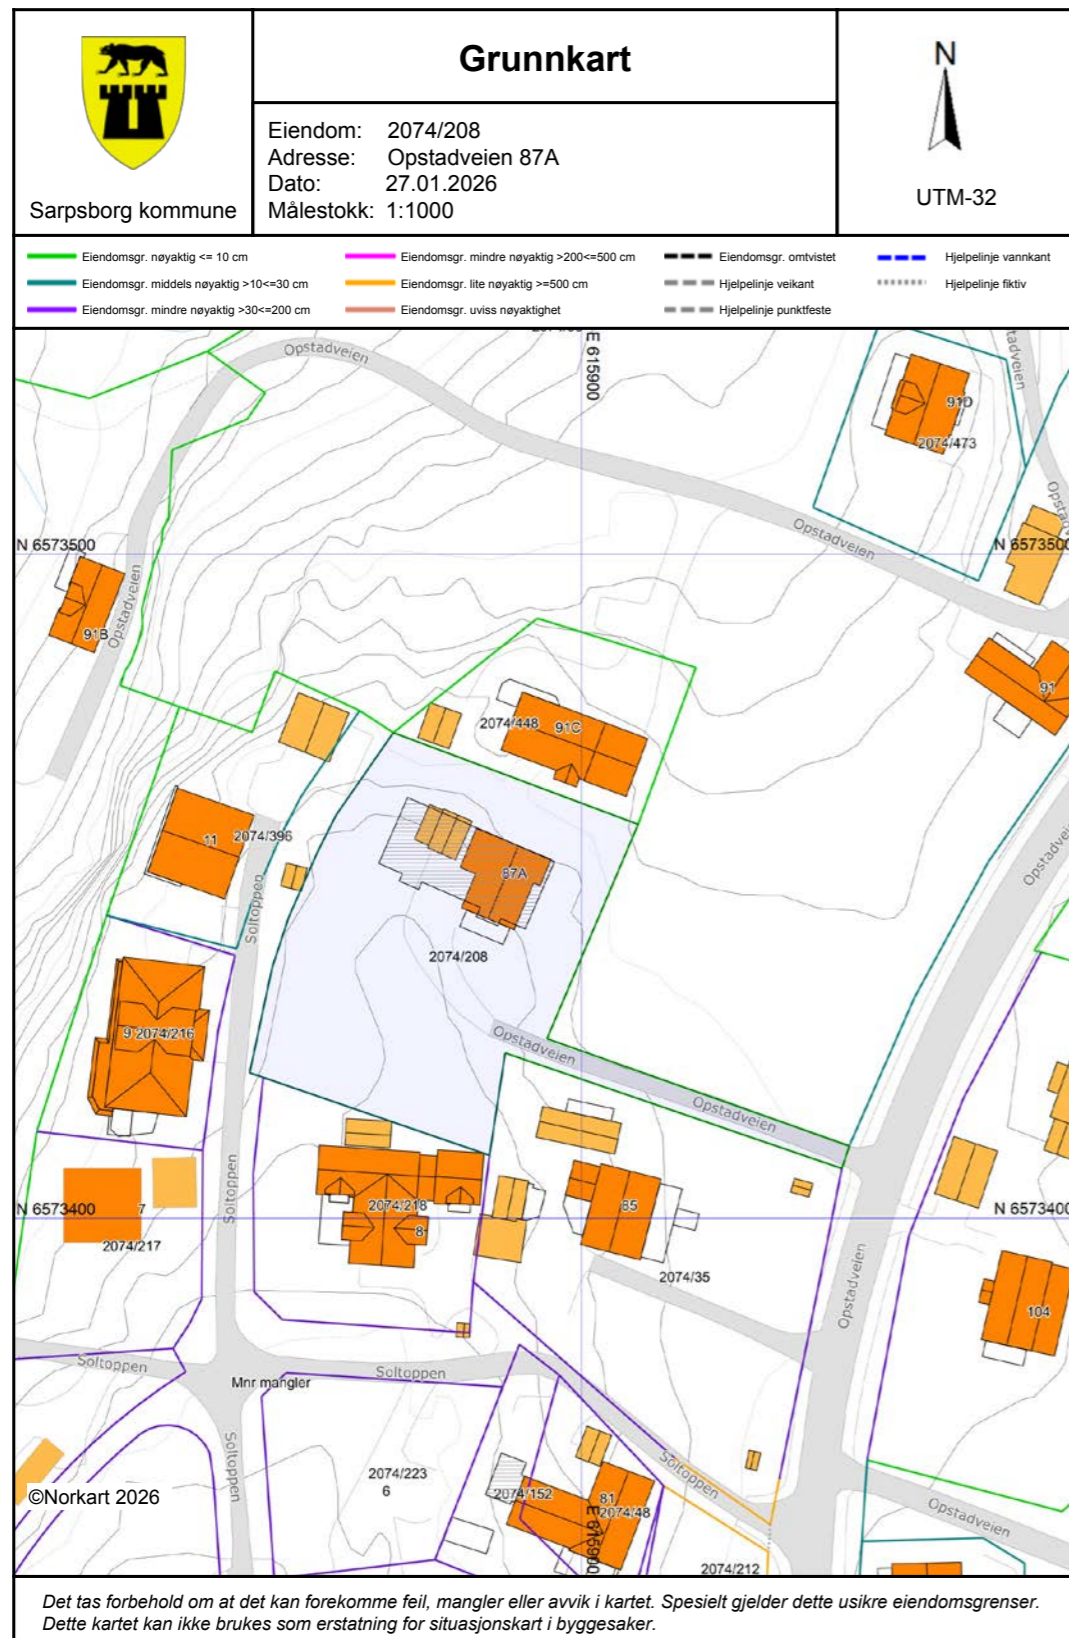 Grunnkart
Sarpsborg kommune
Eiendom: 2074/208
Adresse: Opstadveien 87A
Dato: 27.01.2026
Målestokk: 1:1000
N
UTM-32
Eiendomsgr. nøyaktig <= 10 cm
Eiendomsgr. middels nøyaktig >10<=30 cm
Eiendomsgr. mindre nøyaktig >30<=200 cm
Eiendomsgr. mindre nøyaktig >200<=500 cm
Eiendomsgr. lite nøyaktig >=500 cm
Eiendomsgr. uviss nøyaktighet
Eiendomsgr. omtvistet
Hjelpelinje veikant
Hjelpelinje punktfeste
Hjelpelinje vannkant
Hjelpelinje fiktiv
Opstadveien
E 615900
91D
2074/473
Opstadveien
N 6573500
N 6573500
Opstadveien
91B
91
2074/448
91C
11
2074/396
87A
Opstadveien
Soltoppen
2074/208
9 2074/216
Opstadveien
Opstadveien
2074/218
8
85
N 6573400
7
N 6573400
2074/217
Soltoppen
2074/35
Opstadveien
104
Soltoppen
Soltoppen
Mnr mangler
Soltoppen
2074/223
6
Soltoppen
2074/152
81
2074/48
E 615900
Opstadveien
2074/212
©Norkart 2026
Det tas forbehold om at det kan forekomme feil, mangler eller avvik i kartet. Spesielt gjelder dette usikre eiendomsgrenser.
Dette kartet kan ikke brukes som erstatning for situasjonskart i byggesaker.